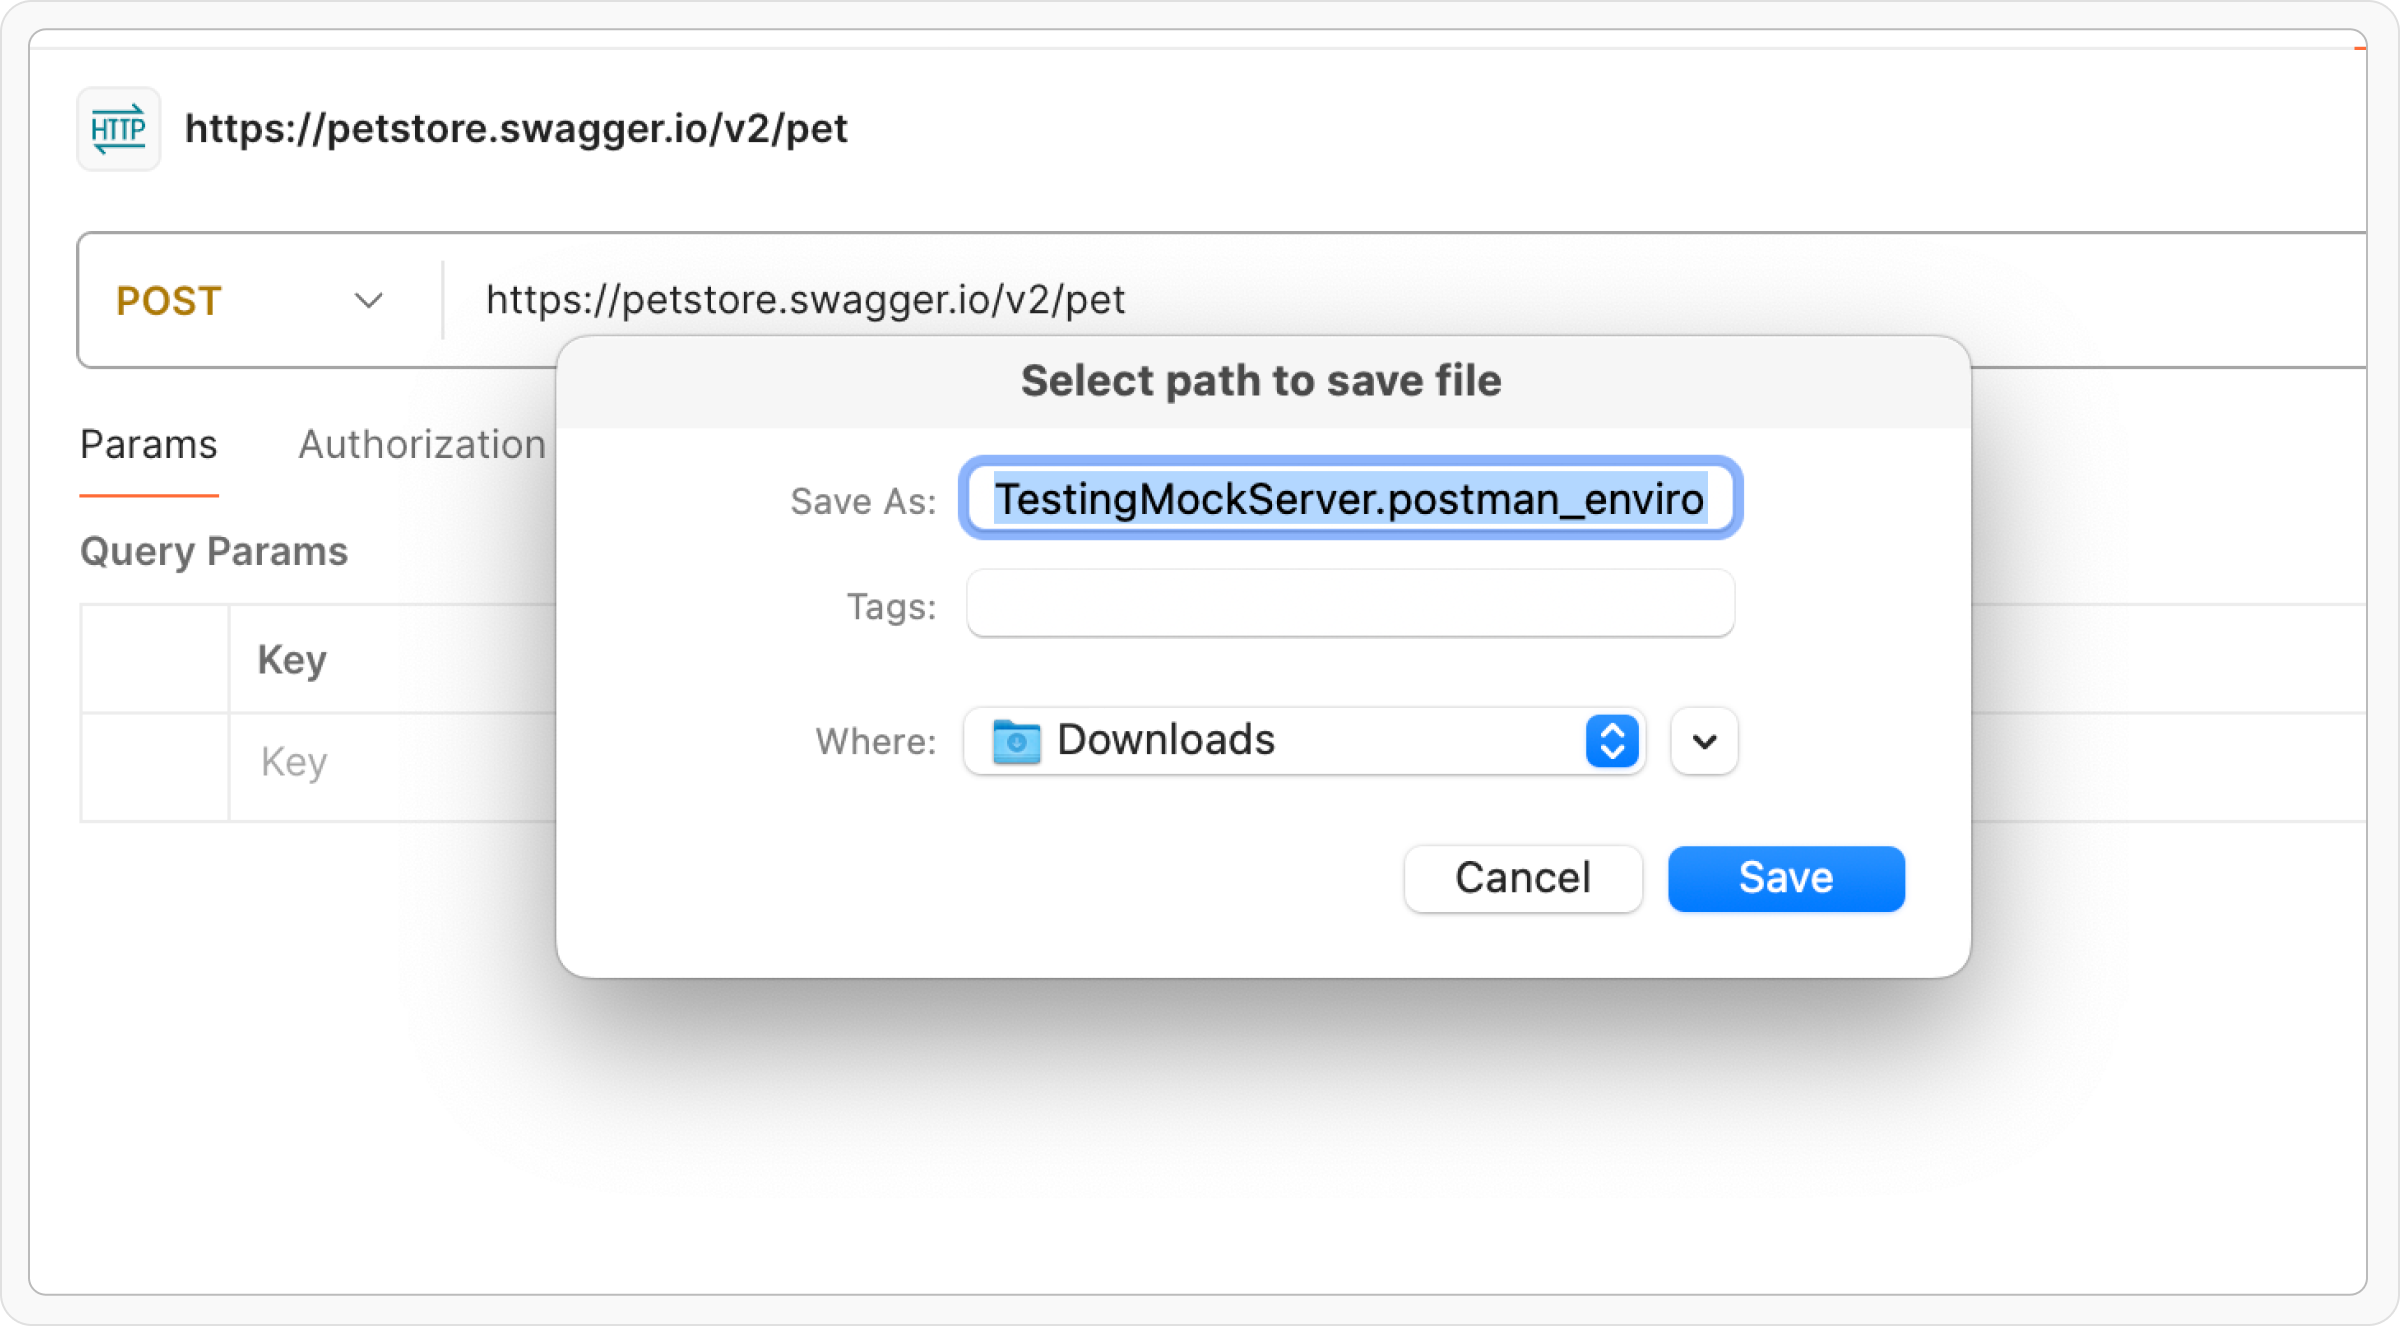 HTTP https://petstore.swagger.io/v2/pet
POST https://petstore.swagger.io/v2/pet
Select path to save file
Params Authorization
Save As: TestingMockServer.postman_enviro
Query Params
Tags:
Key
Where: Downloads
Key
Cancel Save